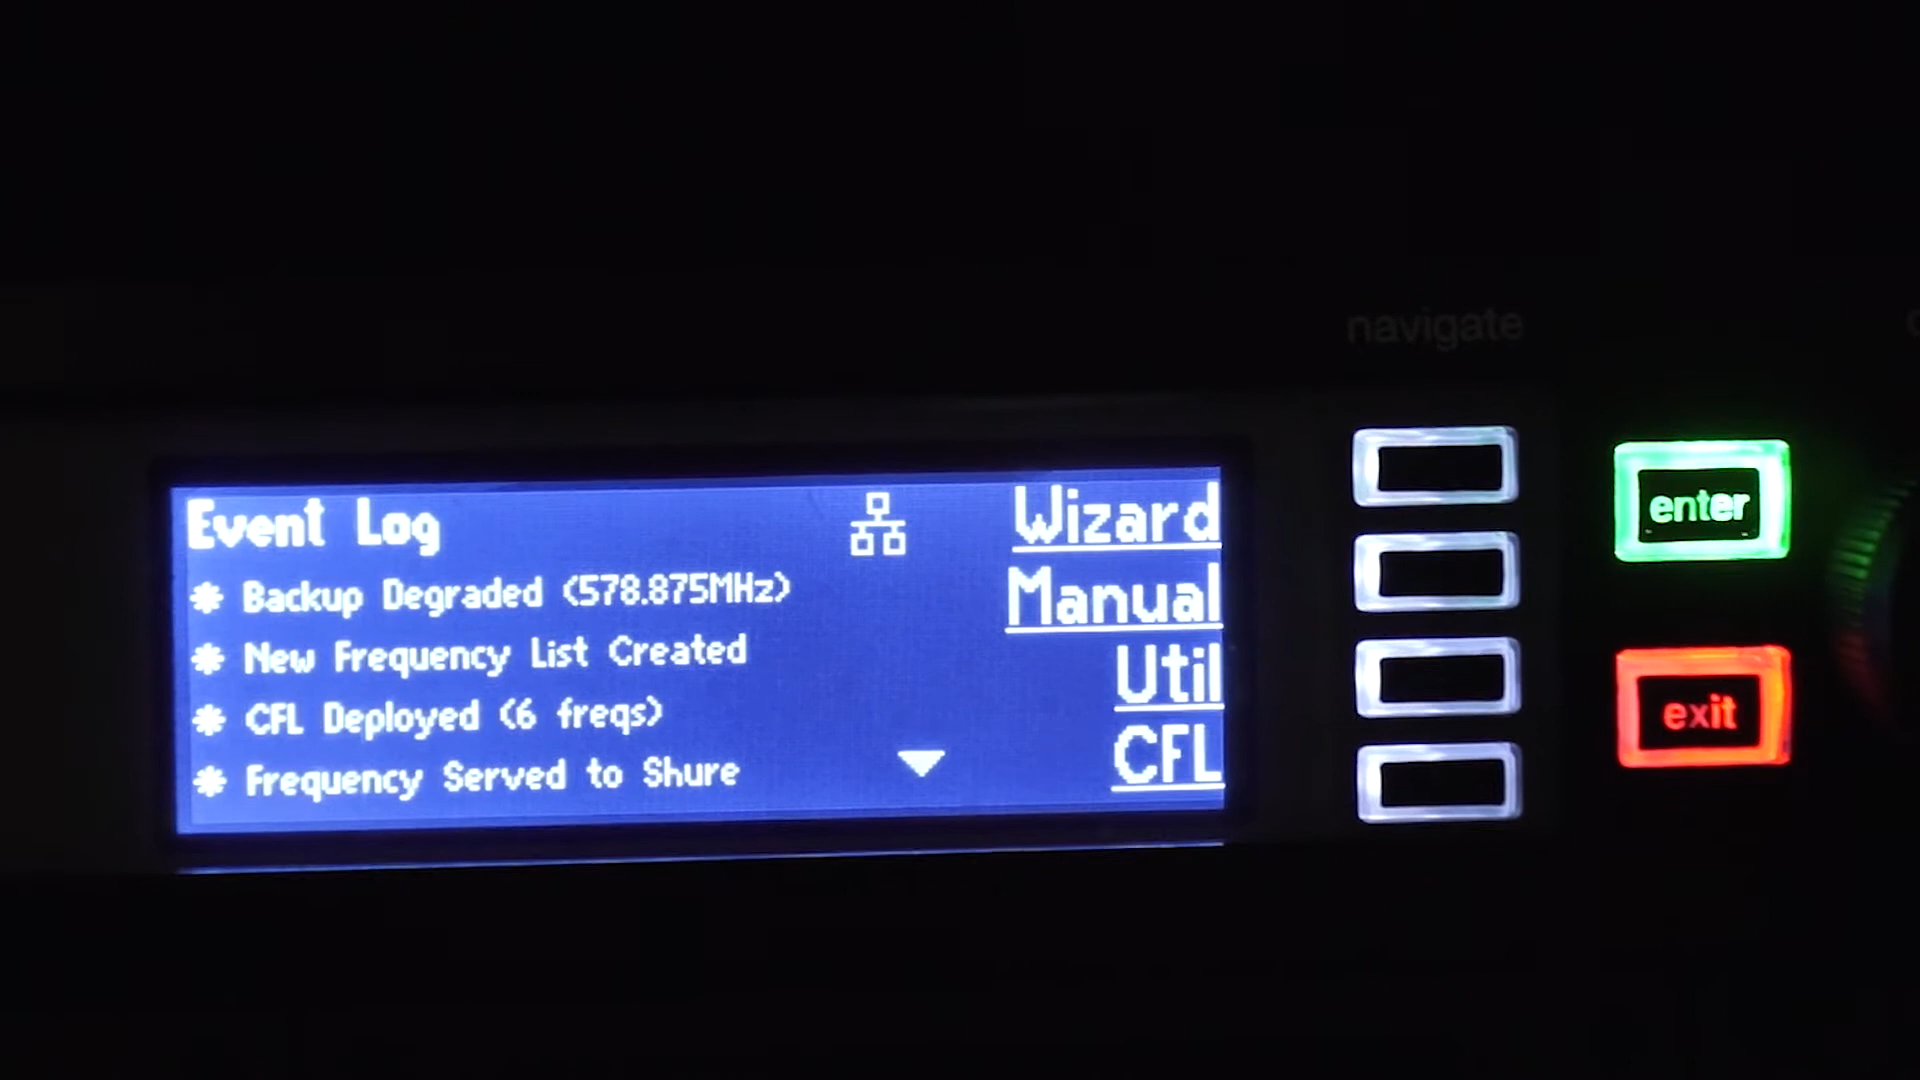 navigate
Event Log
Wizard
* Backup Degraded (578.875MHz)
Manual
* New Frequency List Created
Util
* CFL Deployed (6 freqs)
CFL
* Frequency Served to Shure
enter
exit